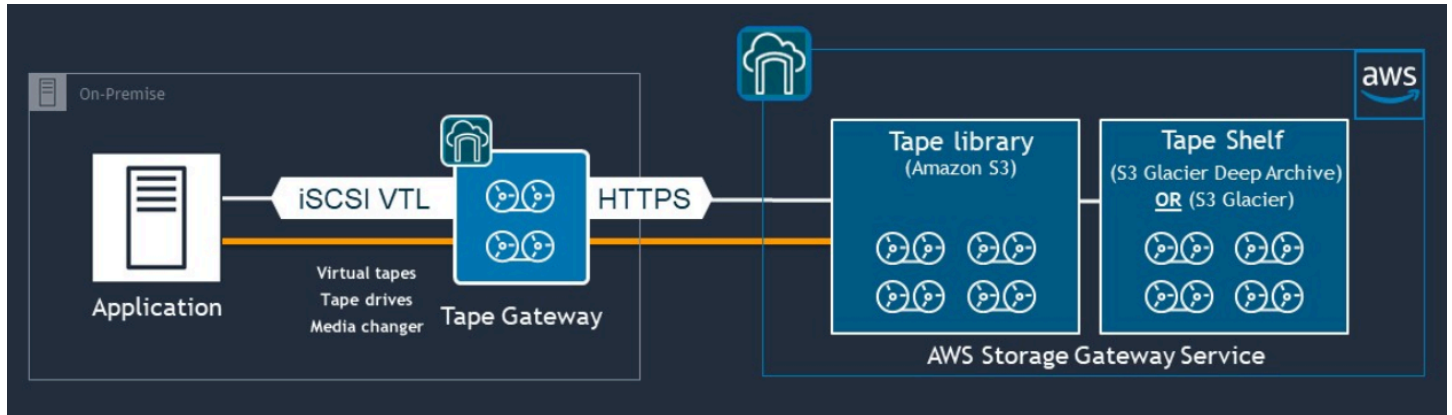 On-Premise
aws
Tape library
(Amazon S3)
Tape Shelf
(S3 Glacier Deep Archive)
OR (S3 Glacier)
iSCSI VTL
HTTPS
Virtual tapes
Tape drives
Media changer
Application
Tape Gateway
AWS Storage Gateway Service